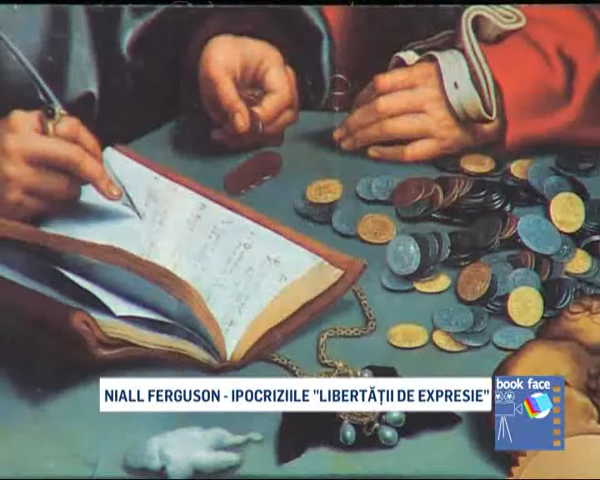 NIALL FERGUSON - IPOCRIZIILE "LIBERTĂȚII DE EXPRESIE"
book face